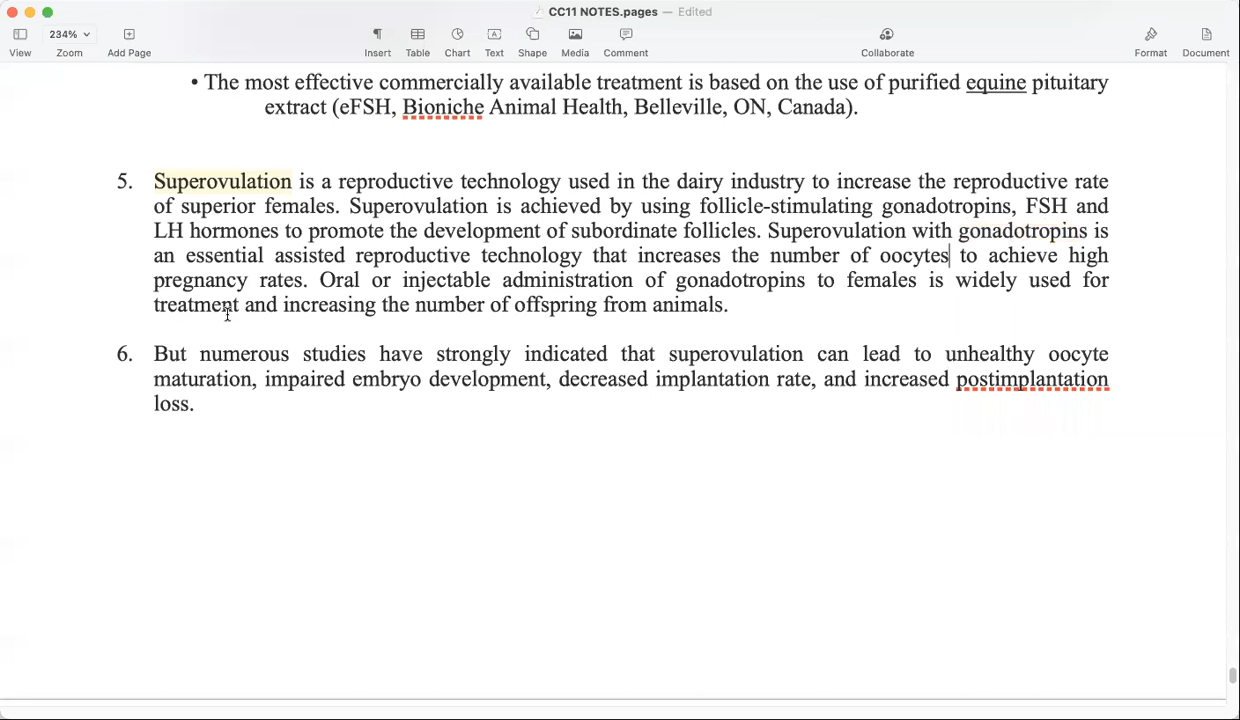 CC11 NOTES.pages — Edited
234%
View Zoom Add Page Insert Table Chart Text Shape Media Comment Collaborate Format Document
• The most effective commercially available treatment is based on the use of purified equine pituitary
extract (eFSH, Bioniche Animal Health, Belleville, ON, Canada).
5. Superovulation is a reproductive technology used in the dairy industry to increase the reproductive rate
of superior females. Superovulation is achieved by using follicle-stimulating gonadotropins, FSH and
LH hormones to promote the development of subordinate follicles. Superovulation with gonadotropins is
an essential assisted reproductive technology that increases the number of oocytes to achieve high
pregnancy rates. Oral or injectable administration of gonadotropins to females is widely used for
treatment and increasing the number of offspring from animals.
6. But numerous studies have strongly indicated that superovulation can lead to unhealthy oocyte
maturation, impaired embryo development, decreased implantation rate, and increased postimplantation
loss.